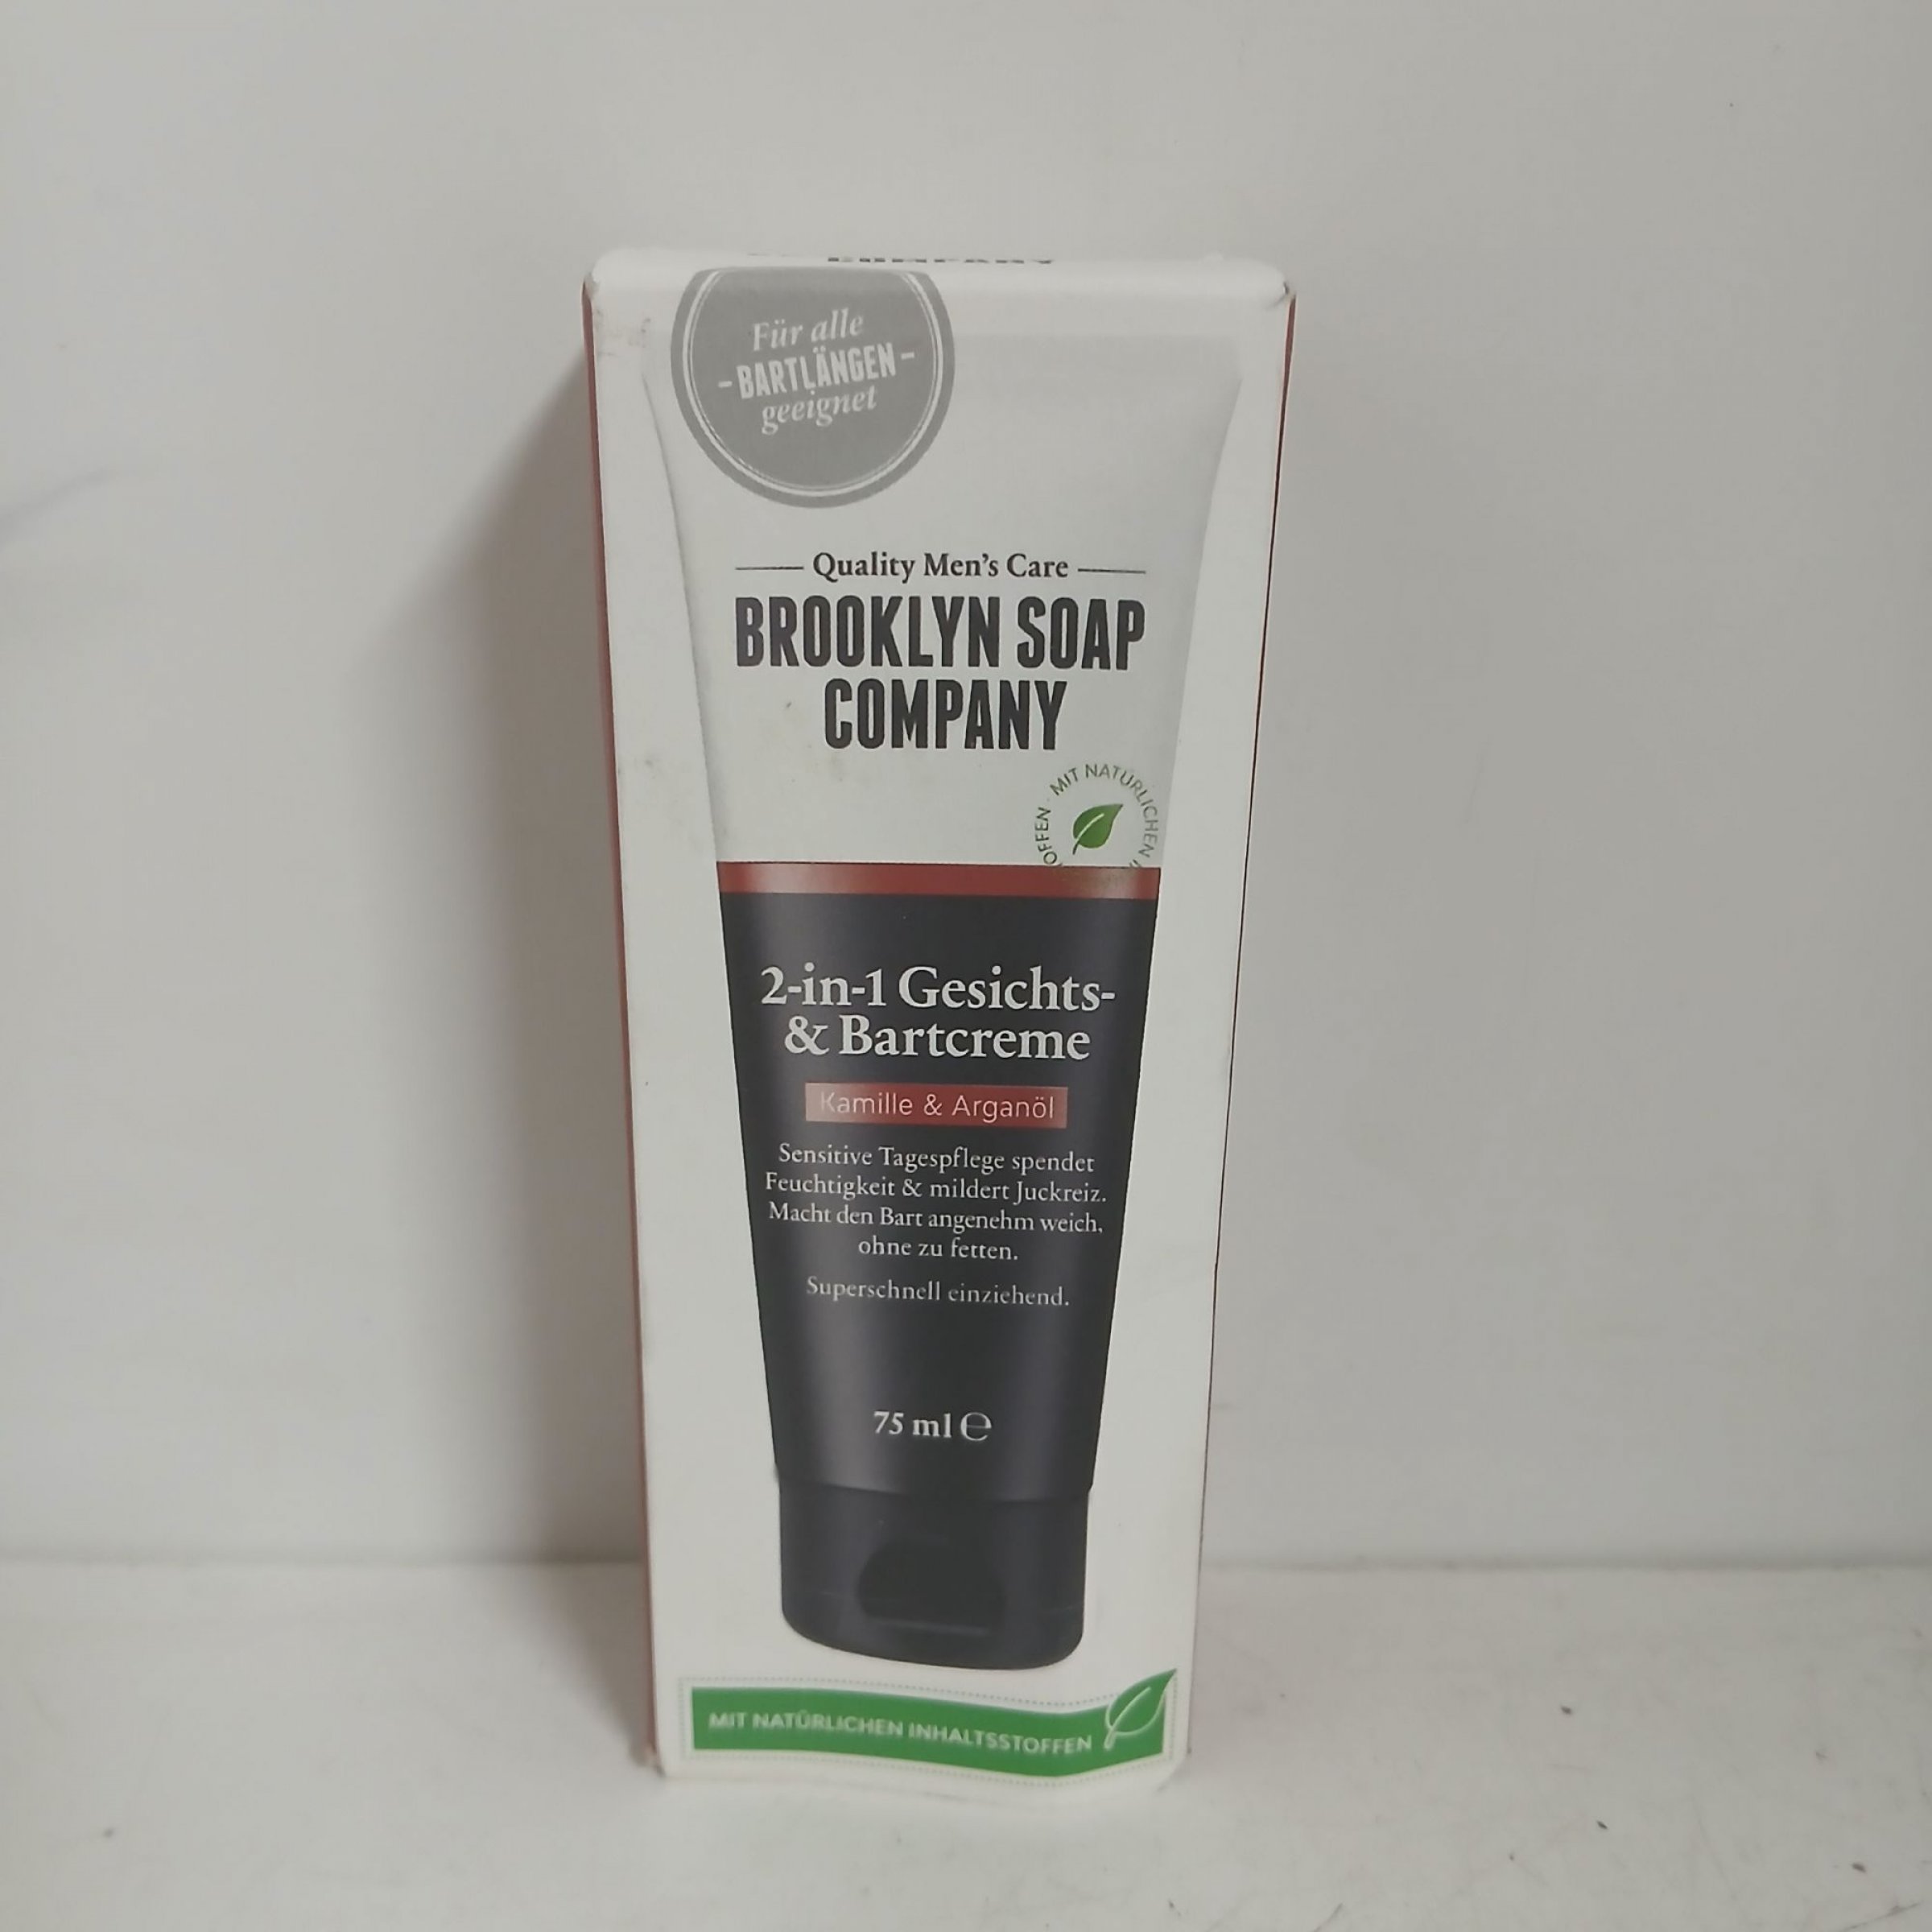 COMPANY
Für alle
- BARTLÄNGEN -
geeignet
Quality Men's Care
BROOKLYN SOAP
COMPANY
MIT NATÜRLICHEN
2-in-1 Gesichts-
& Bartcreme
Kamille & Arganöl
Sensitive Tagespflege spendet
Feuchtigkeit & mildert Juckreiz.
Macht den Bart angenehm weich,
ohne zu fetten.
Superschnell einziehend.
75 ml ℮
MIT NATÜRLICHEN INHALTSSTOFFEN